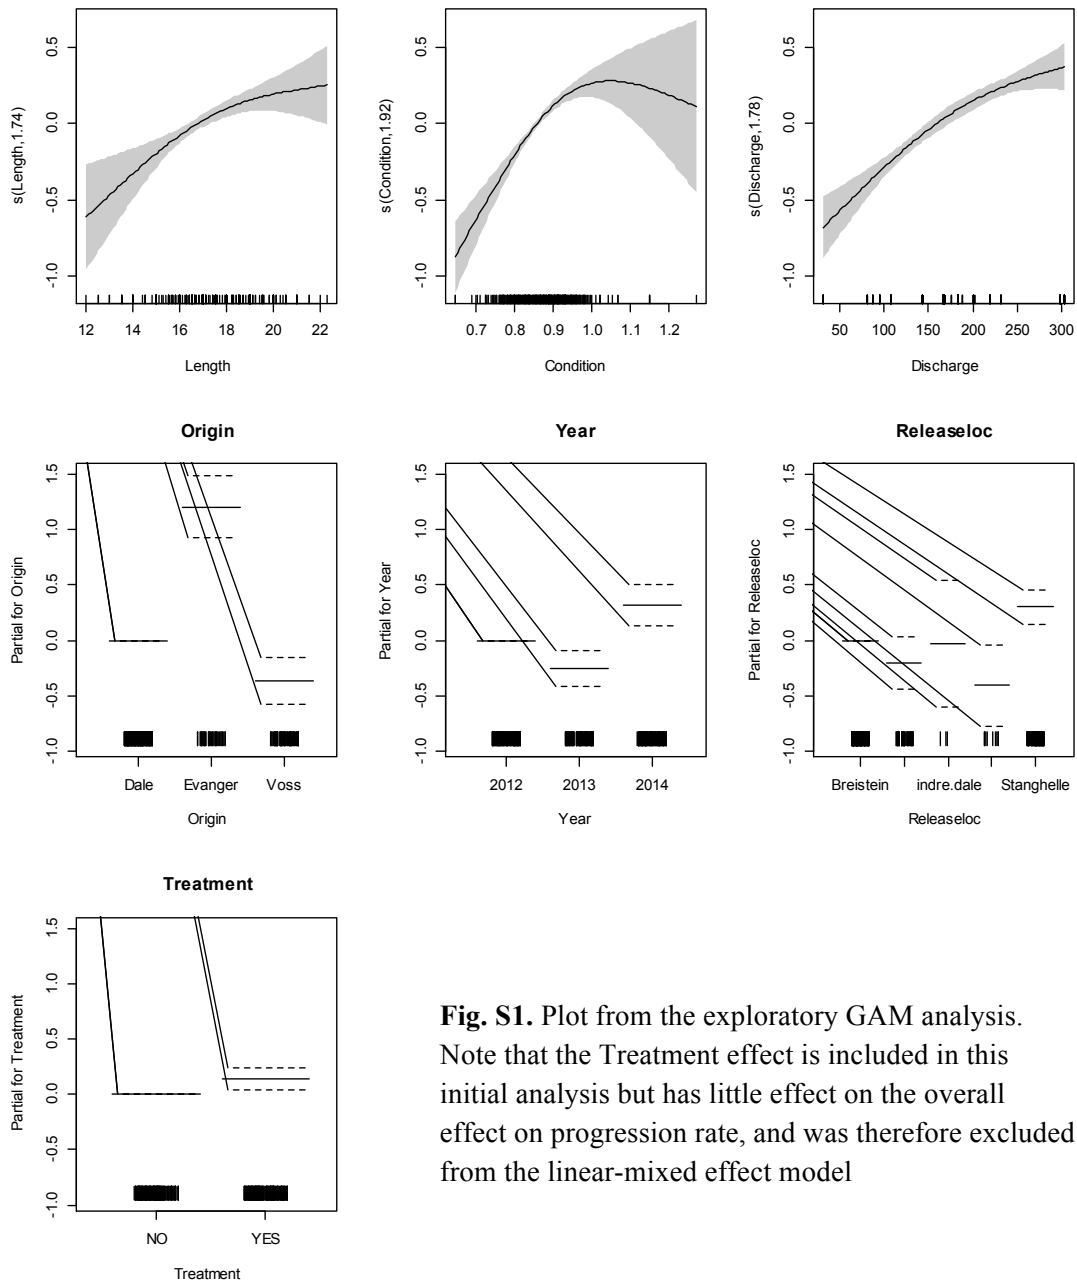 0.5
0.0
-0.5
-1.0
s(Length,1.74)
12 14 16 18 20 22
Length
0.5
0.0
-0.5
-1.0
s(Condition,1.92)
0.7 0.8 0.9 1.0 1.1 1.2
Condition
0.5
0.0
-0.5
-1.0
s(Discharge,1.78)
50 100 150 200 250 300
Discharge
Origin
1.5
1.0
0.5
0.0
-0.5
-1.0
Partial for Origin
Dale Evanger Voss
Origin
Year
1.5
1.0
0.5
0.0
-0.5
-1.0
Partial for Year
2012 2013 2014
Year
Releaseloc
1.5
1.0
0.5
0.0
-0.5
-1.0
Partial for Releaseloc
Breistein indre.dale Stanghelle
Releaseloc
Treatment
1.5
1.0
0.5
0.0
-0.5
-1.0
Partial for Treatment
NO YES
Treatment
Fig. S1. Plot from the exploratory GAM analysis.
Note that the Treatment effect is included in this
initial analysis but has little effect on the overall
effect on progression rate, and was therefore excluded
from the linear-mixed effect model